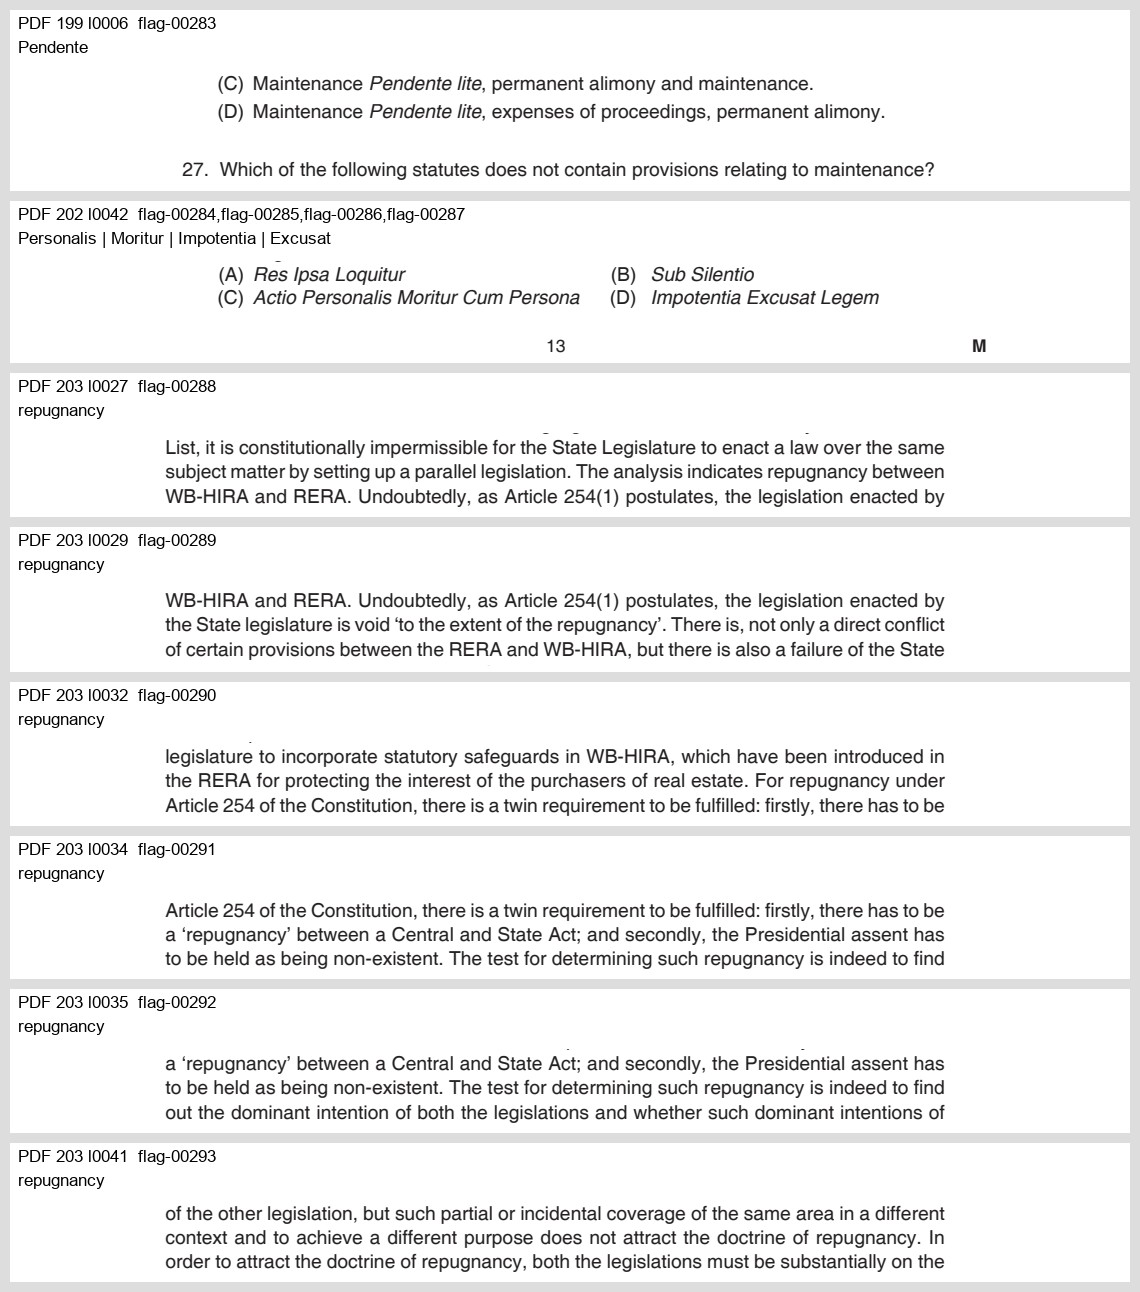 PDF 199 l0006 flag-00283
Pendente
(C) Maintenance Pendente lite, permanent alimony and maintenance.
(D) Maintenance Pendente lite, expenses of proceedings, permanent alimony.
27. Which of the following statutes does not contain provisions relating to maintenance?
PDF 202 l0042 flag-00284,flag-00285,flag-00286,flag-00287
Personalis | Moritur | Impotentia | Excusat
(A) Res Ipsa Loquitur (B) Sub Silentio
(C) Actio Personalis Moritur Cum Persona (D) Impotentia Excusat Legem
13 M
PDF 203 l0027 flag-00288
repugnancy
List, it is constitutionally impermissible for the State Legislature to enact a law over the same
subject matter by setting up a parallel legislation. The analysis indicates repugnancy between
WB-HIRA and RERA. Undoubtedly, as Article 254(1) postulates, the legislation enacted by
PDF 203 l0029 flag-00289
repugnancy
WB-HIRA and RERA. Undoubtedly, as Article 254(1) postulates, the legislation enacted by
the State legislature is void ‘to the extent of the repugnancy’. There is, not only a direct conflict
of certain provisions between the RERA and WB-HIRA, but there is also a failure of the State
PDF 203 l0032 flag-00290
repugnancy
legislature to incorporate statutory safeguards in WB-HIRA, which have been introduced in
the RERA for protecting the interest of the purchasers of real estate. For repugnancy under
Article 254 of the Constitution, there is a twin requirement to be fulfilled: firstly, there has to be
PDF 203 l0034 flag-00291
repugnancy
Article 254 of the Constitution, there is a twin requirement to be fulfilled: firstly, there has to be
a ‘repugnancy’ between a Central and State Act; and secondly, the Presidential assent has
to be held as being non-existent. The test for determining such repugnancy is indeed to find
PDF 203 l0035 flag-00292
repugnancy
a ‘repugnancy’ between a Central and State Act; and secondly, the Presidential assent has
to be held as being non-existent. The test for determining such repugnancy is indeed to find
out the dominant intention of both the legislations and whether such dominant intentions of
PDF 203 l0041 flag-00293
repugnancy
of the other legislation, but such partial or incidental coverage of the same area in a different
context and to achieve a different purpose does not attract the doctrine of repugnancy. In
order to attract the doctrine of repugnancy, both the legislations must be substantially on the